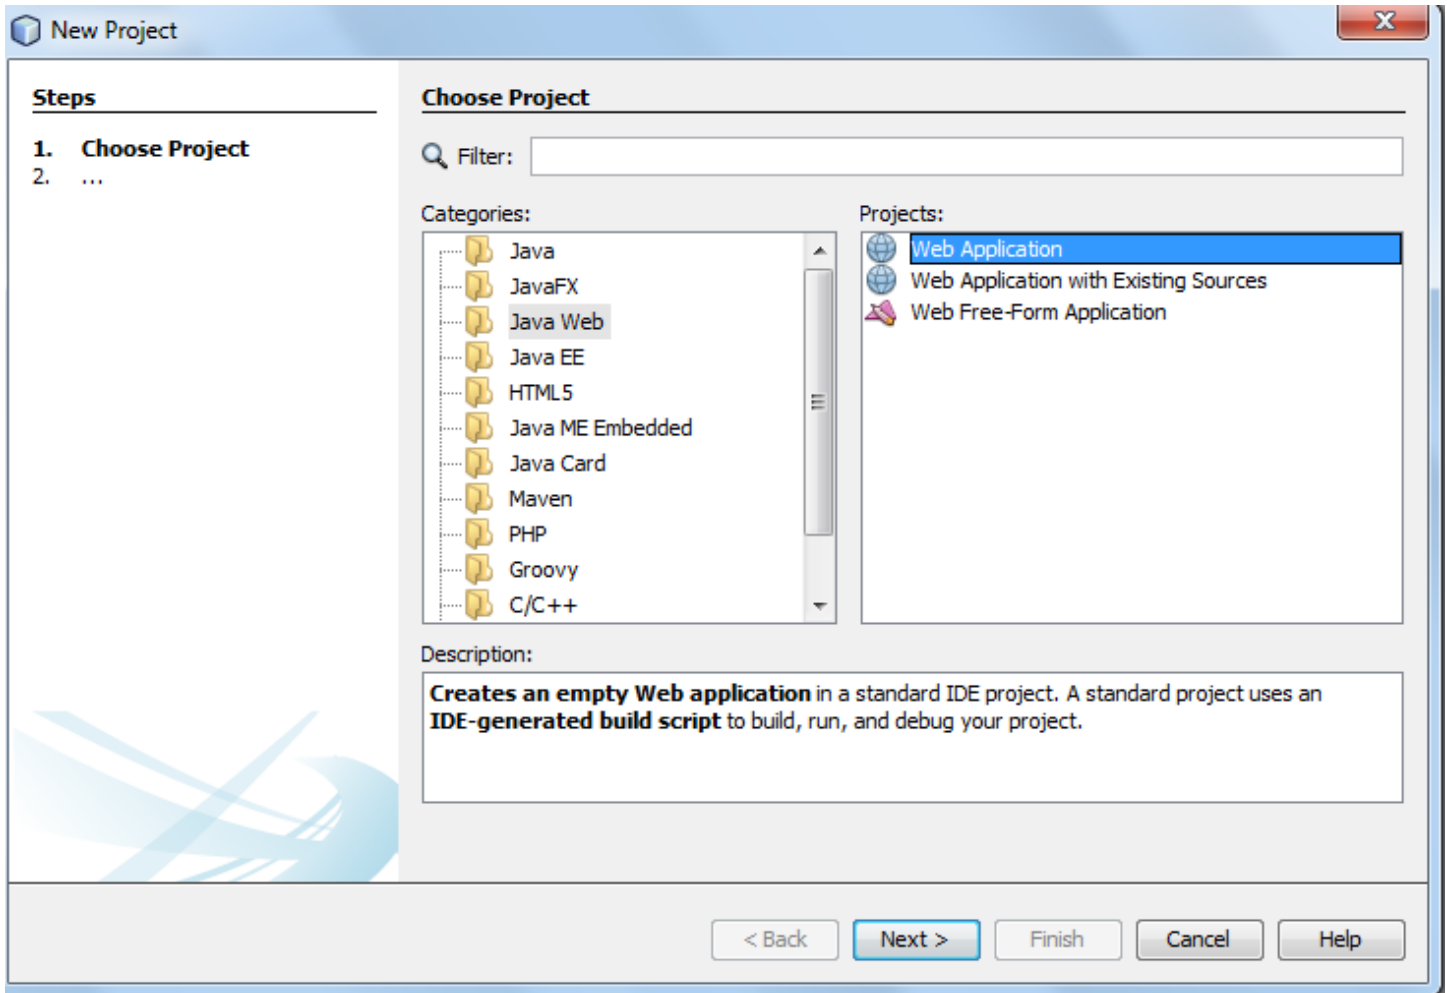 New Project
Steps
1. Choose Project
2. ...
Choose Project
Filter:
Categories:
Java
JavaFX
Java Web
Java EE
HTML5
Java ME Embedded
Java Card
Maven
PHP
Groovy
C/C++
Projects:
Web Application
Web Application with Existing Sources
Web Free-Form Application
Description:
Creates an empty Web application in a standard IDE project. A standard project uses an
IDE-generated build script to build, run, and debug your project.
< Back
Next >
Finish
Cancel
Help